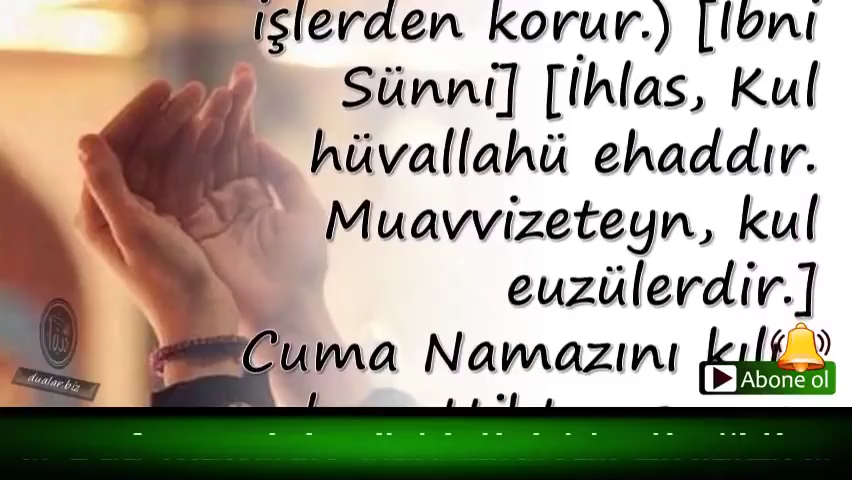 işlerden korur.) [İbni
Sünni] [İhlas, Kul
hüvallahü ehaddır.
Muavvizeteyn, kul
euzülerdir.]
Cuma Namazını
Abone ol
dualar.biz